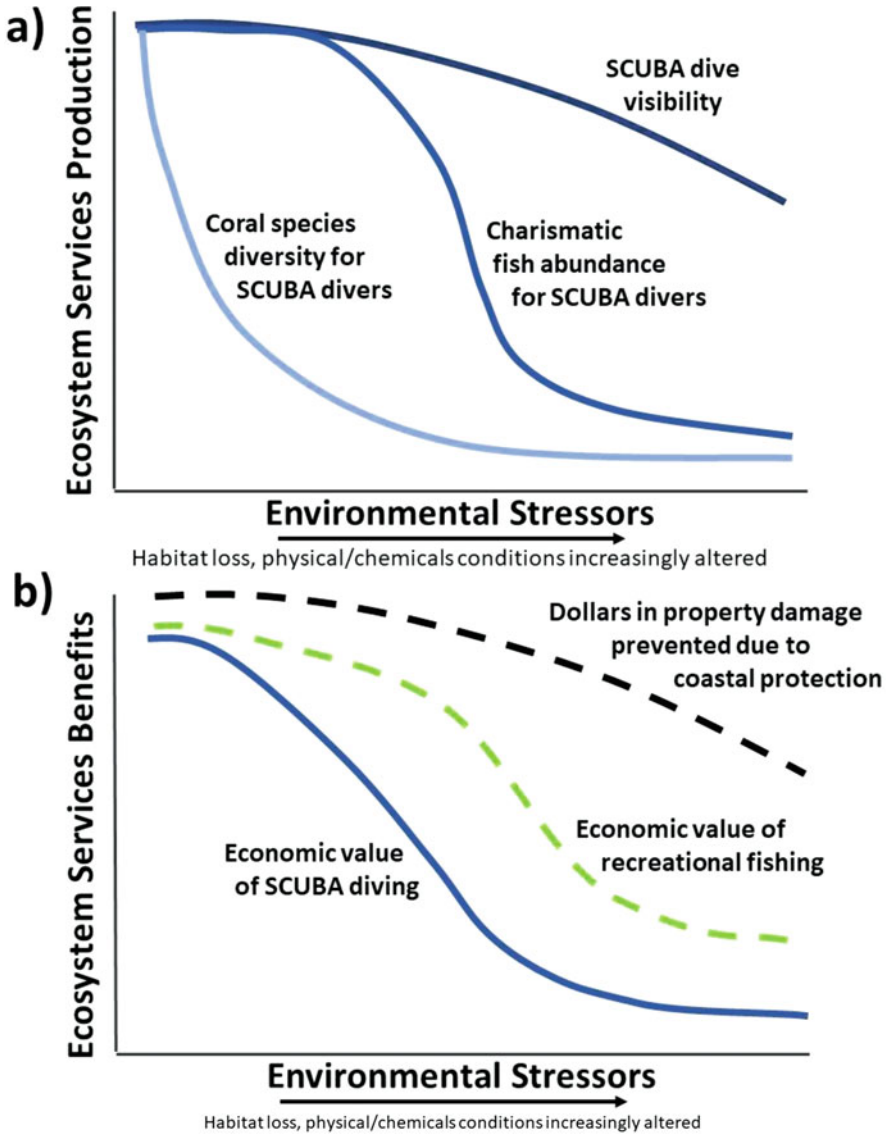 a)
Ecosystem Services Production
SCUBA dive
visibility
Coral species
diversity for
SCUBA divers
Charismatic
fish abundance
for SCUBA divers
Environmental Stressors
Habitat loss, physical/chemicals conditions increasingly altered
b)
Ecosystem Services Benefits
Dollars in property damage
prevented due to
coastal protection
Economic value
of SCUBA diving
Economic value of
recreational fishing
Environmental Stressors
Habitat loss, physical/chemicals conditions increasingly altered